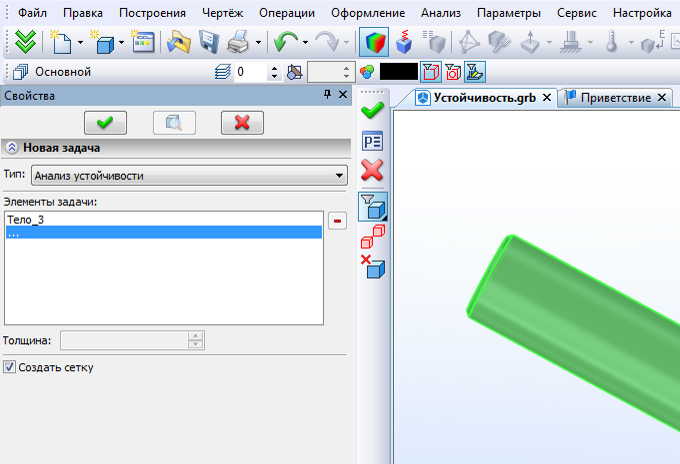 Файл Правка Построения Чертёж Операции Оформление Анализ Параметры Сервис Настройка
Основной 0
Свойства
Устойчивость.grb Приветствие
Новая задача
Тип: Анализ устойчивости
Элементы задачи:
Тело_3
...
Толщина:
Создать сетку